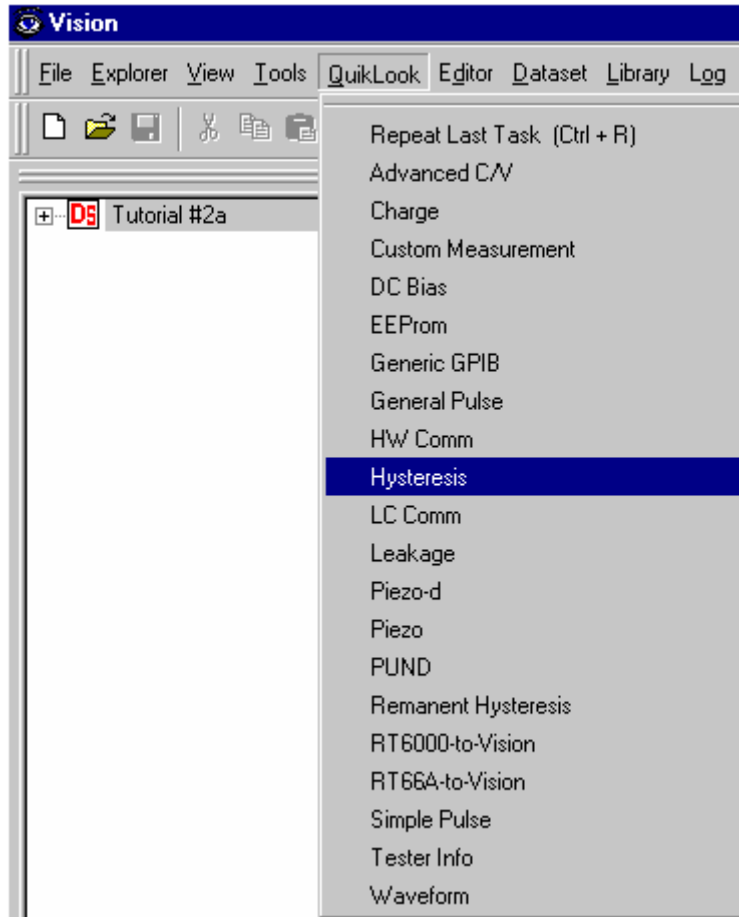 Vision
File Explorer View Tools QuikLook Editor Dataset Library Log
Repeat Last Task (Ctrl + R)
Advanced C/V
DS Tutorial #2a
Charge
Custom Measurement
DC Bias
EEProm
Generic GPIB
General Pulse
HW Comm
Hysteresis
LC Comm
Leakage
Piezo-d
Piezo
PUND
Remanent Hysteresis
RT6000-to-Vision
RT66A-to-Vision
Simple Pulse
Tester Info
Waveform